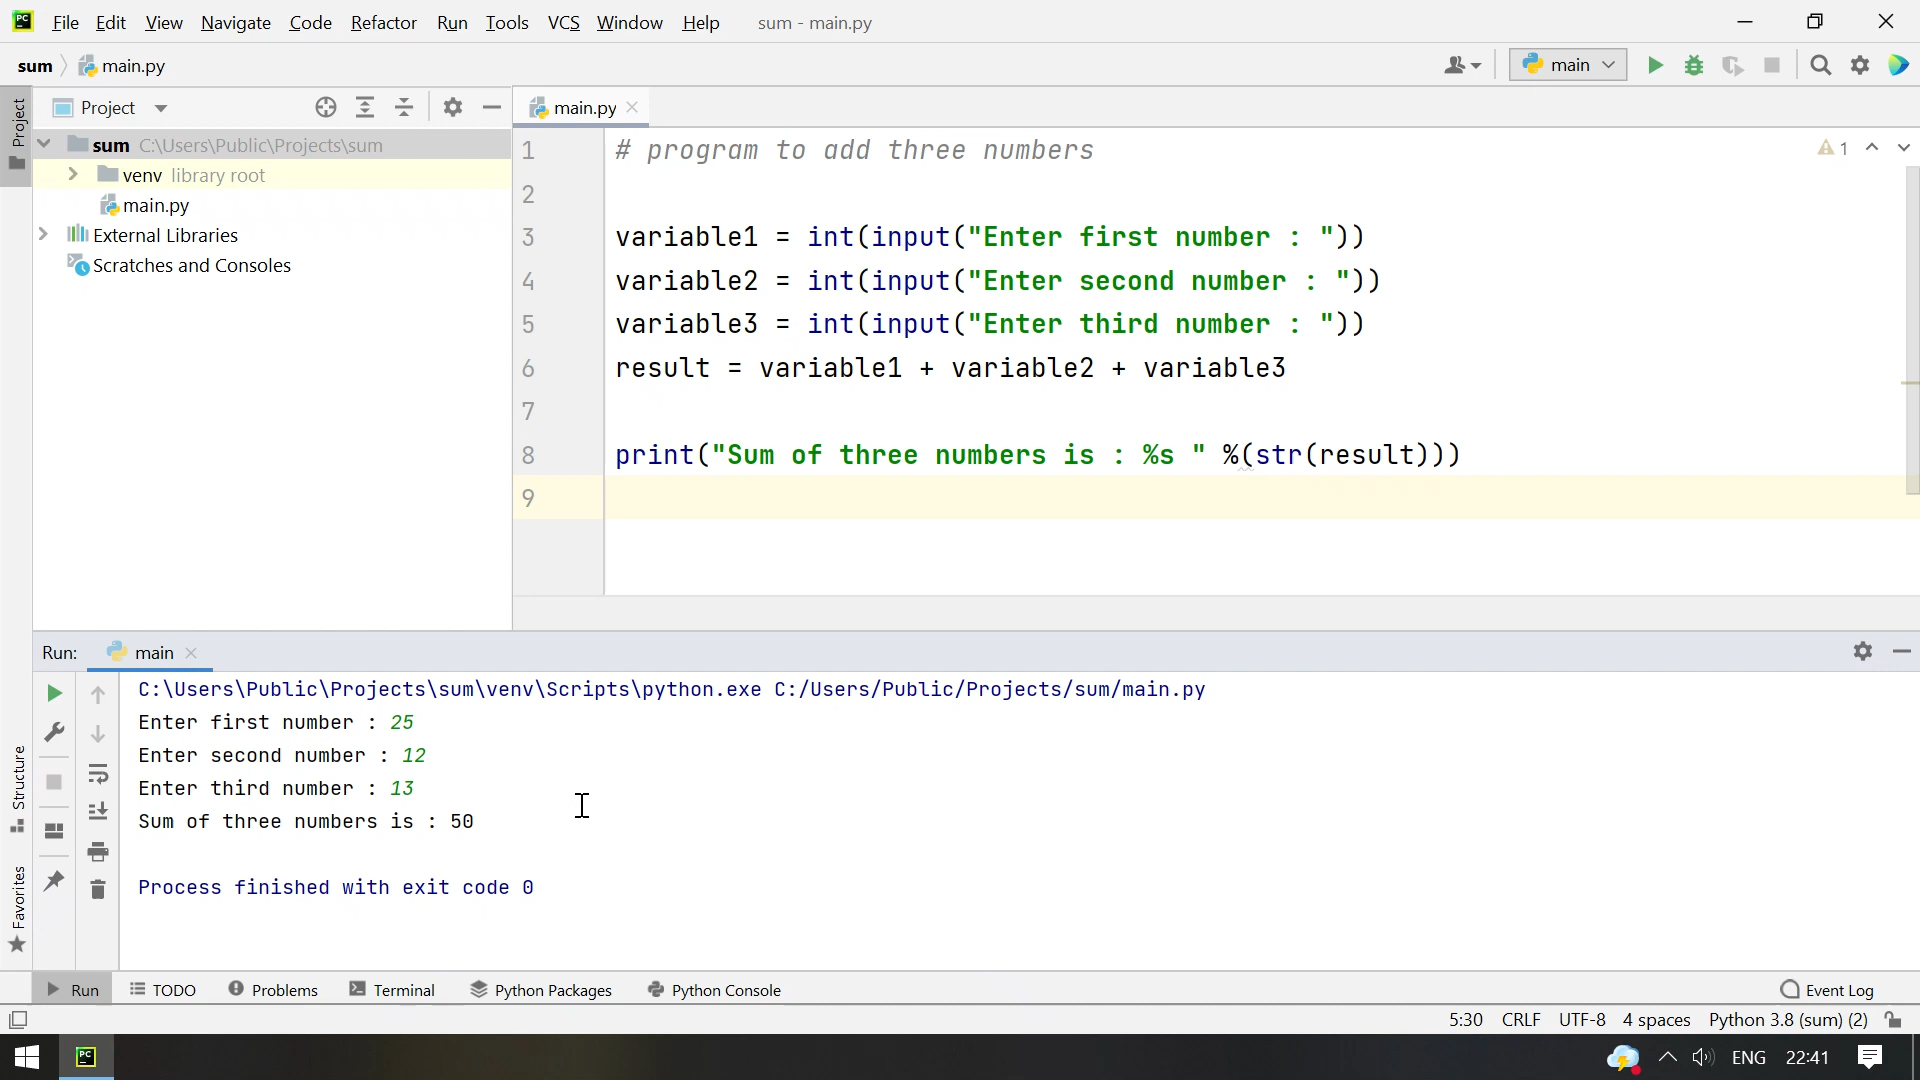 PC File Edit View Navigate Code Refactor Run Tools VCS Window Help sum - main.py
sum main.py main
Project Project main.py
sum C:\Users\Public\Projects\sum
venv library root
main.py
External Libraries
Scratches and Consoles
1 # program to add three numbers
1
2
3 variable1 = int(input("Enter first number : "))
4 variable2 = int(input("Enter second number : "))
5 variable3 = int(input("Enter third number : "))
6 result = variable1 + variable2 + variable3
7
8 print("Sum of three numbers is : %s " %(str(result)))
9
Run: main
C:\Users\Public\Projects\sum\venv\Scripts\python.exe C:/Users/Public/Projects/sum/main.py
Enter first number : 25
Enter second number : 12
Enter third number : 13
Sum of three numbers is : 50
Process finished with exit code 0
Structure
Favorites
Run TODO Problems Terminal Python Packages Python Console Event Log
5:30 CRLF UTF-8 4 spaces Python 3.8 (sum) (2)
PC ENG 22:41